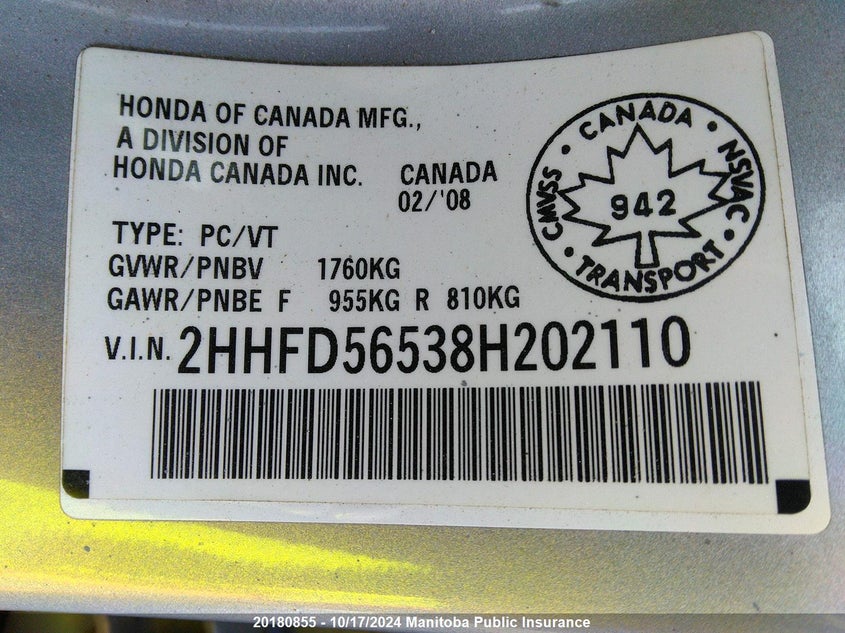 HONDA OF CANADA MFG.,
A DIVISION OF
HONDA CANADA INC. CANADA
02/'08
CANADA
CMVSS
942
NSVAC
TRANSPORT
TYPE: PC/VT
GVWR/PNBV 1760KG
GAWR/PNBE F 955KG R 810KG
V.I.N. 2HHFD56538H202110
20180855 - 10/17/2024 Manitoba Public Insurance